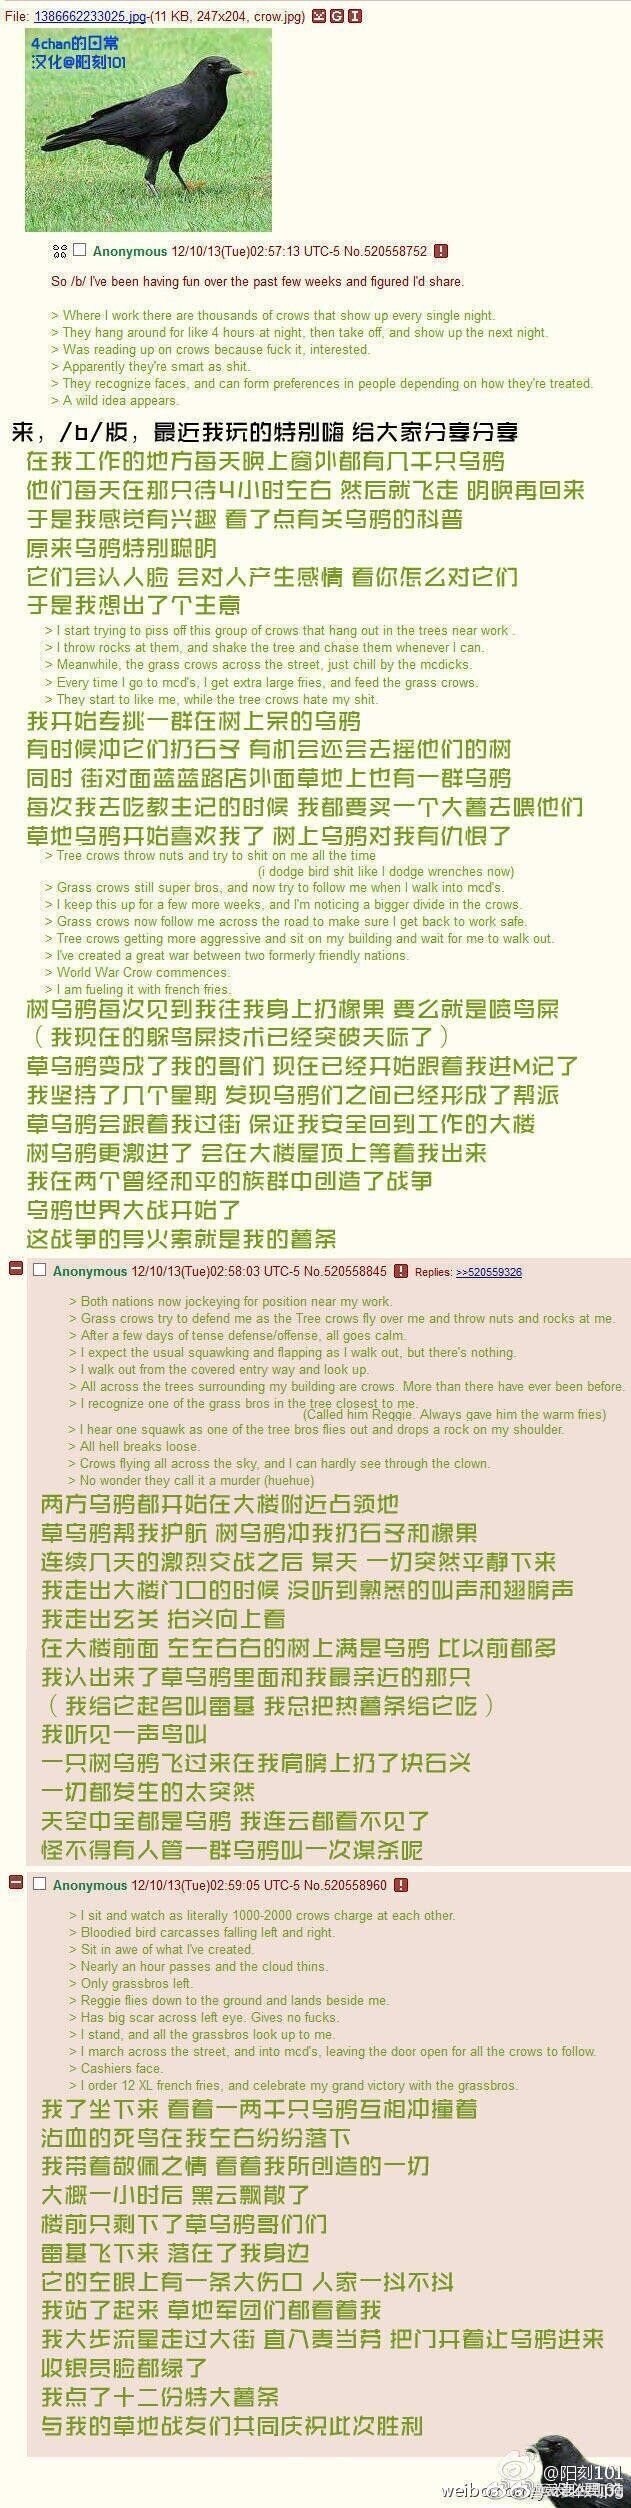 File: 1386662233025.jpg-(11 KB, 247x204, crow.jpg)
4chan的日常
汉化@阳刻101
Anonymous 12/10/13(Tue)02:57:13 UTC-5 No.520558752
So /b/ I've been having fun over the past few weeks and figured I'd share.
> Where I work there are thousands of crows that show up every single night.
> They hang around for like 4 hours at night, then take off, and show up the next night.
> Was reading up on crows because fuck it, interested.
> Apparently they're smart as shit.
> They recognize faces, and can form preferences in people depending on how they're treated.
> A wild idea appears.
来，/b/版，最近我玩的特别嗨 给大家分享分享
在我工作的地方每天晚上窗外都有几千只乌鸦
他们每天在那只待4小时左右 然后就飞走 明晚再回来
于是我感觉有兴趣 看了点有关乌鸦的科普
原来乌鸦特别聪明
它们会认人脸 会对人产生感情 看你怎么对它们
于是我想出了个主意
> I start trying to piss off this group of crows that hang out in the trees near work .
> I throw rocks at them, and shake the tree and chase them whenever I can.
> Meanwhile, the grass crows across the street, just chill by the mcdicks.
> Every time I go to mcd's, I get extra large fries, and feed the grass crows.
> They start to like me, while the tree crows hate my shit.
我开始专挑一群在树上呆的乌鸦
有时候冲它们扔石子 有机会还会去摇他们的树
同时 街对面蓝蓝路店外面草地上也有一群乌鸦
每次我去吃教主记的时候 我都要买一个大薯去喂他们
草地乌鸦开始喜欢我了 树上乌鸦对我有仇恨了
> Tree crows throw nuts and try to shit on me all the time
(i dodge bird shit like I dodge wrenches now)
> Grass crows still super bros, and now try to follow me when I walk into mcd's.
> I keep this up for a few more weeks, and I'm noticing a bigger divide in the crows.
> Grass crows now follow me across the road to make sure I get back to work safe.
> Tree crows getting more aggressive and sit on my building and wait for me to walk out.
> I've created a great war between two formerly friendly nations.
> World War Crow commences.
> I am fueling it with french fries.
树乌鸦每次见到我往我身上扔橡果 要么就是喷鸟屎
（我现在的躲鸟屎技术已经突破天际了）
草乌鸦变成了我的哥们 现在已经开始跟着我进M记了
我坚持了几个星期 发现乌鸦们之间已经形成了帮派
草乌鸦会跟着我过街 保证我安全回到工作的大楼
树乌鸦更激进了 会在大楼屋顶上等着我出来
我在两个曾经和平的族群中创造了战争
乌鸦世界大战开始了
这战争的导火索就是我的薯条
Anonymous 12/10/13(Tue)02:58:03 UTC-5 No.520558845 Replies: >>520559326
> Both nations now jockeying for position near my work.
> Grass crows try to defend me as the Tree crows fly over me and throw nuts and rocks at me.
> After a few days of tense defense/offense, all goes calm.
> I expect the usual squawking and flapping as I walk out, but there's nothing.
> I walk out from the covered entry way and look up.
> All across the trees surrounding my building are crows. More than there have ever been before.
> I recognize one of the grass bros in the tree closest to me.
(Called him Reggie. Always gave him the warm fries)
> I hear one squawk as one of the tree bros flies out and drops a rock on my shoulder.
> All hell breaks loose.
> Crows flying all across the sky, and I can hardly see through the clown.
> No wonder they call it a murder (huehue)
两方乌鸦都开始在大楼附近占领地
草乌鸦帮我护航 树乌鸦冲我扔石子和橡果
连续几天的激烈交战之后 某天 一切突然平静下来
我走出大楼门口的时候 没听到熟悉的叫声和翅膀声
我走出玄关 抬头向上看
在大楼前面 左左右右的树上满是乌鸦 比以前都多
我认出来了草乌鸦里面和我最亲近的那只
（我给它起名叫雷基 我总把热薯条给它吃）
我听见一声鸟叫
一只树乌鸦飞过来在我肩膀上扔了块石头
一切都发生的太突然
天空中全都是乌鸦 我连云都看不见了
怪不得有人管一群乌鸦叫一次谋杀呢
Anonymous 12/10/13(Tue)02:59:05 UTC-5 No.520558960
> I sit and watch as literally 1000-2000 crows charge at each other.
> Bloodied bird carcasses falling left and right.
> Sit in awe of what I've created.
> Nearly an hour passes and the cloud thins.
> Only grassbros left.
> Reggie flies down to the ground and lands beside me.
> Has big scar across left eye. Gives no fucks.
> I stand, and all the grassbros look up to me.
> I march across the street, and into mcd's, leaving the door open for all the crows to follow.
> Cashiers face.
> I order 12 XL french fries, and celebrate my grand victory with the grassbros.
我了坐下来 看着一两千只乌鸦互相冲撞着
沾血的死鸟在我左右纷纷落下
我带着敬佩之情 看着我所创造的一切
大概一小时后 黑云飘散了
楼前只剩下了草乌鸦哥们们
雷基飞下来 落在了我身边
它的左眼上有一条大伤口 人家一抖不抖
我站了起来 草地军团们都看着我
我大步流星走过大街 直入麦当劳 把门开着让乌鸦进来
收银员脸都绿了
我点了十二份特大薯条
与我的草地战友们共同庆祝此次胜利
@阳刻101